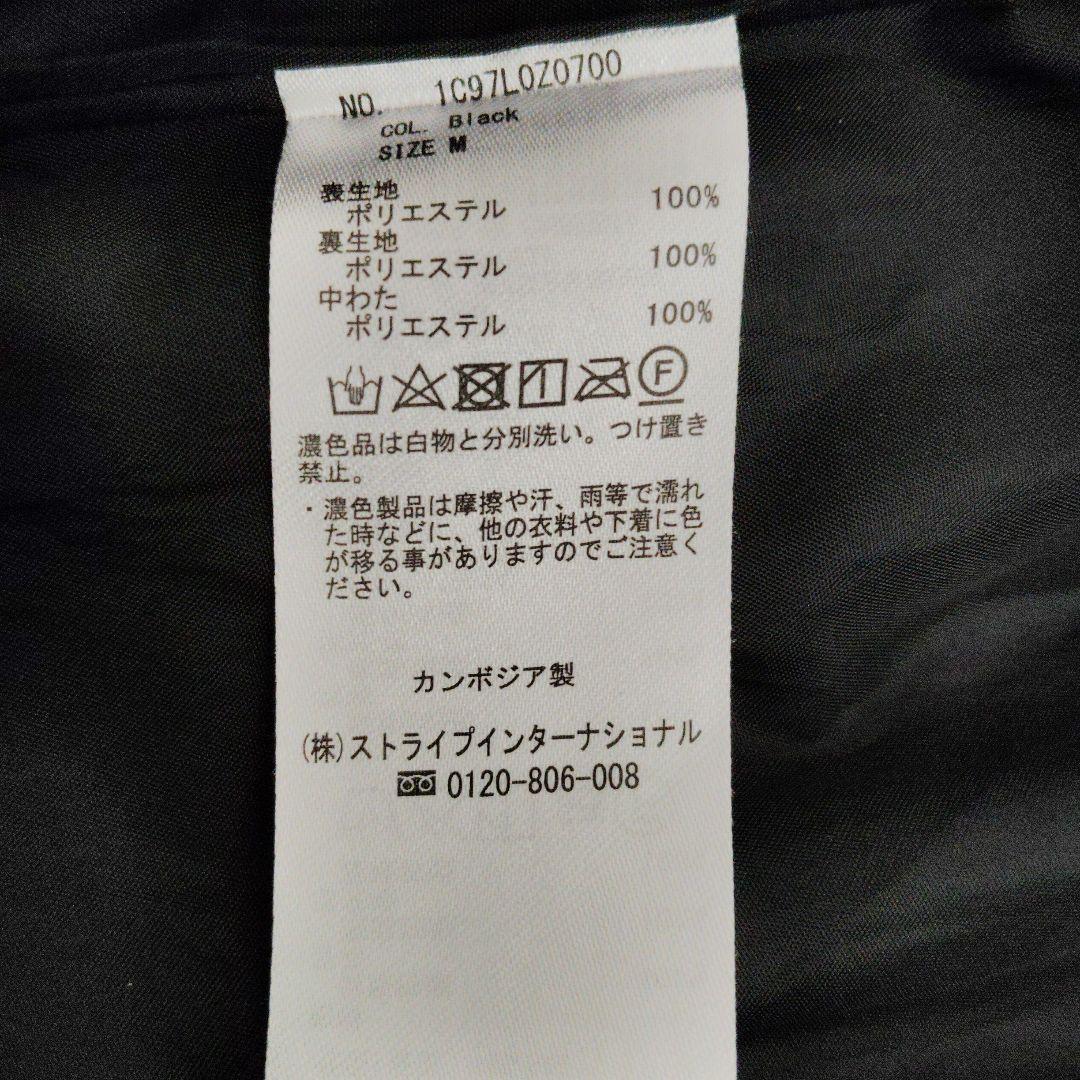 NO. 1C97L0Z0700
COL. Black
SIZE M
表生地
ポリエステル 100%
裏生地
ポリエステル 100%
中わた
ポリエステル 100%
F
濃色品は白物と分別洗い。つけ置き
禁止。
・濃色製品は摩擦や汗、雨等で濡れ
た時などに、他の衣料や下着に色
が移る事がありますのでご注意く
ださい。
カンボジア製
(株)ストライプインターナショナル
0120-806-008